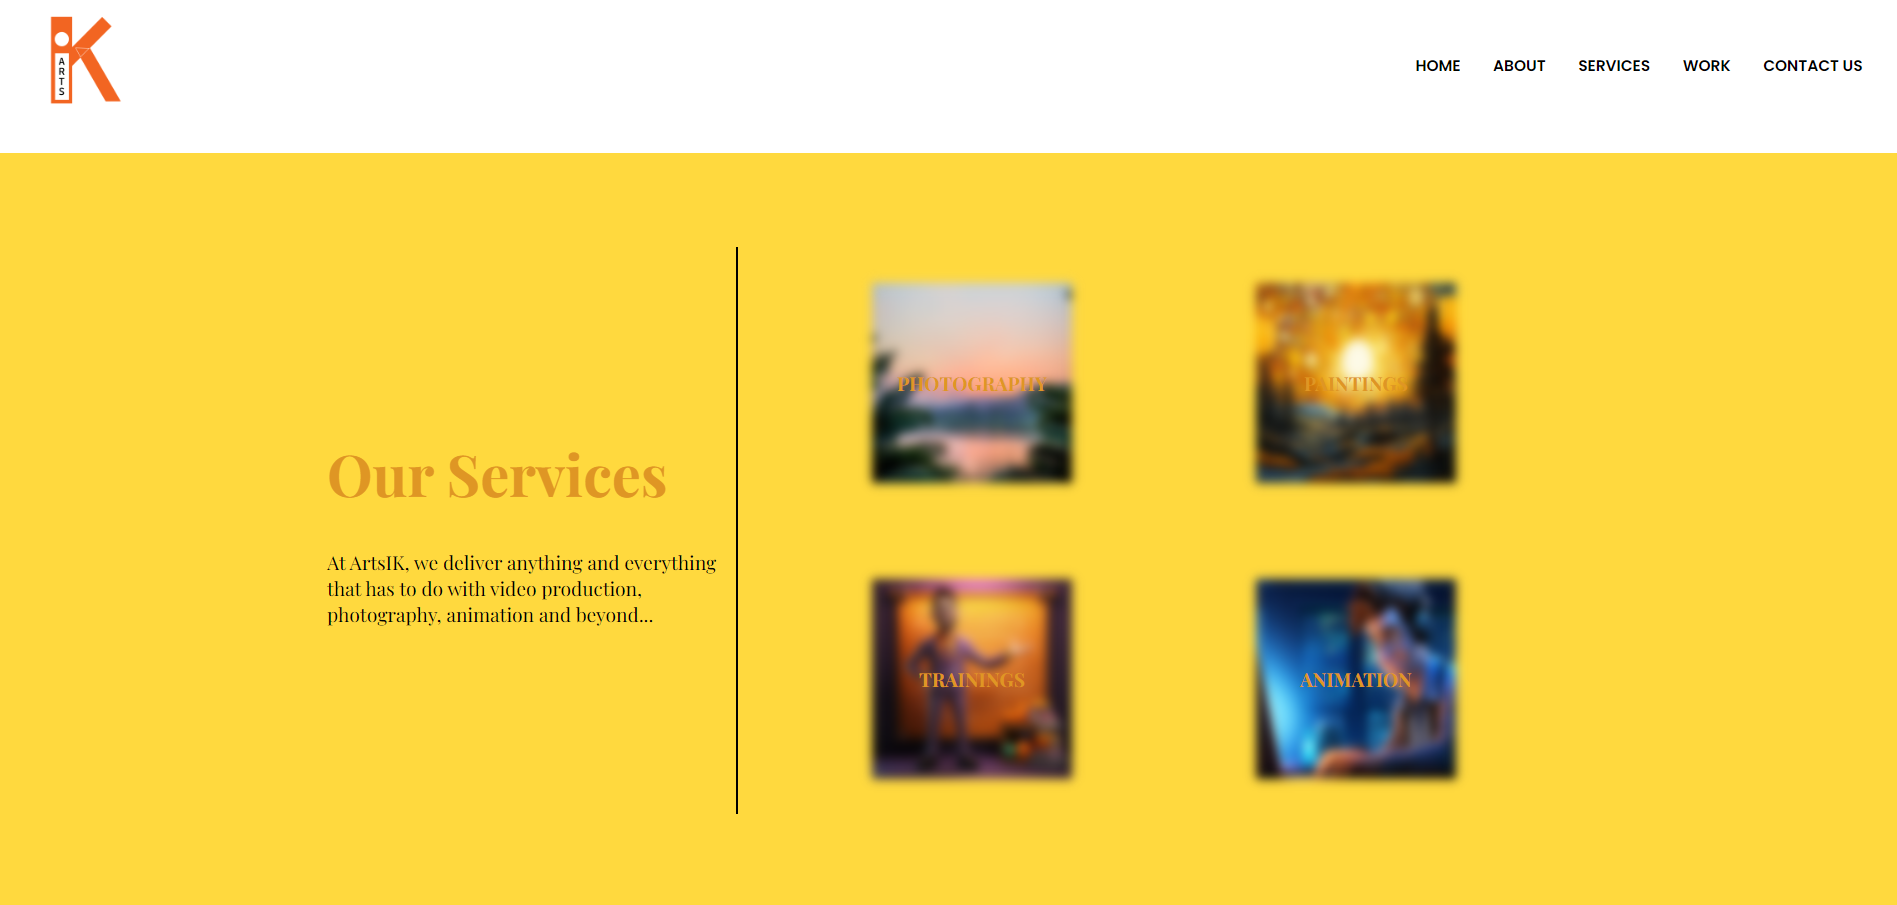 K
ARTS
HOME ABOUT SERVICES WORK CONTACT US
Our Services
At ArtsIK, we deliver anything and everything
that has to do with video production,
photography, animation and beyond...
PHOTOGRAPHY
PAINTINGS
TRAININGS
ANIMATION